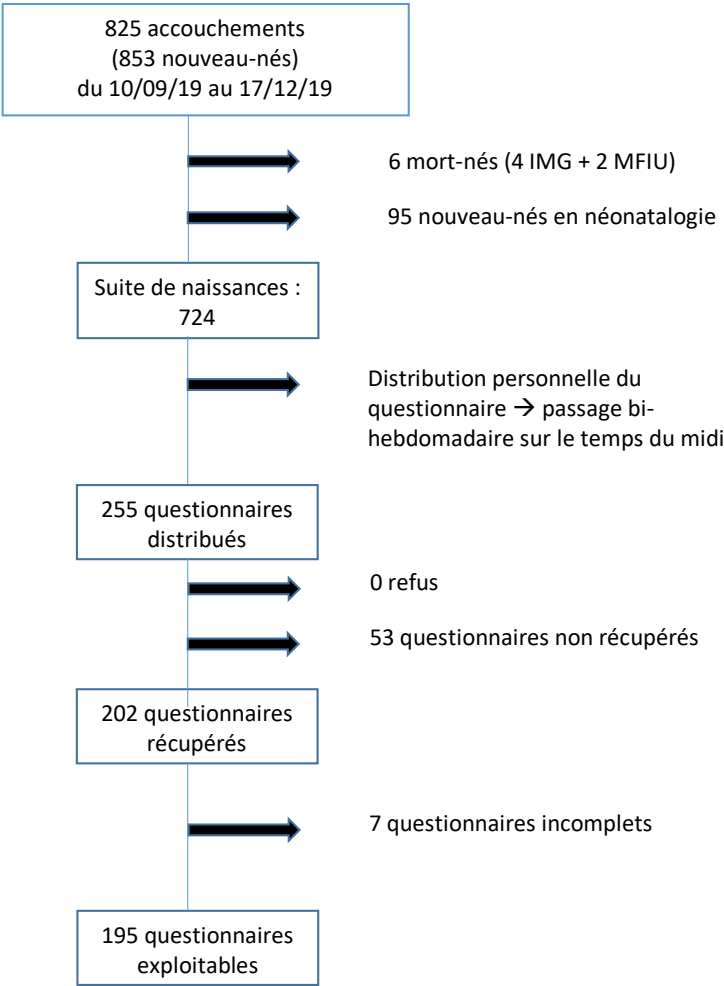 825 accouchements
(853 nouveau-nés)
du 10/09/19 au 17/12/19
6 mort-nés (4 IMG + 2 MFIU)
95 nouveau-nés en néonatalogie
Suite de naissances :
724
Distribution personnelle du
questionnaire → passage bi-
hebdomadaire sur le temps du midi
255 questionnaires
distribués
0 refus
53 questionnaires non récupérés
202 questionnaires
récupérés
7 questionnaires incomplets
195 questionnaires
exploitables